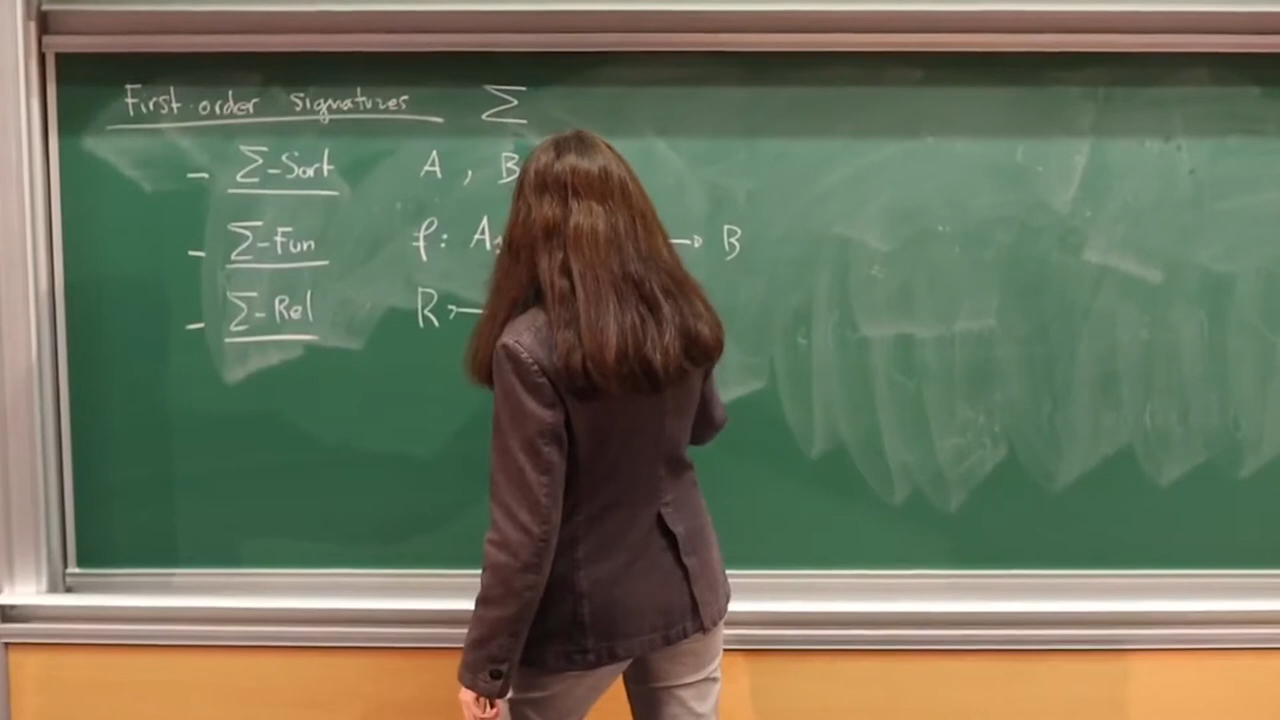 First-order signatures Σ
- Σ-Sort A, B
- Σ-Fun f: A → B
- Σ-Rel R ↣